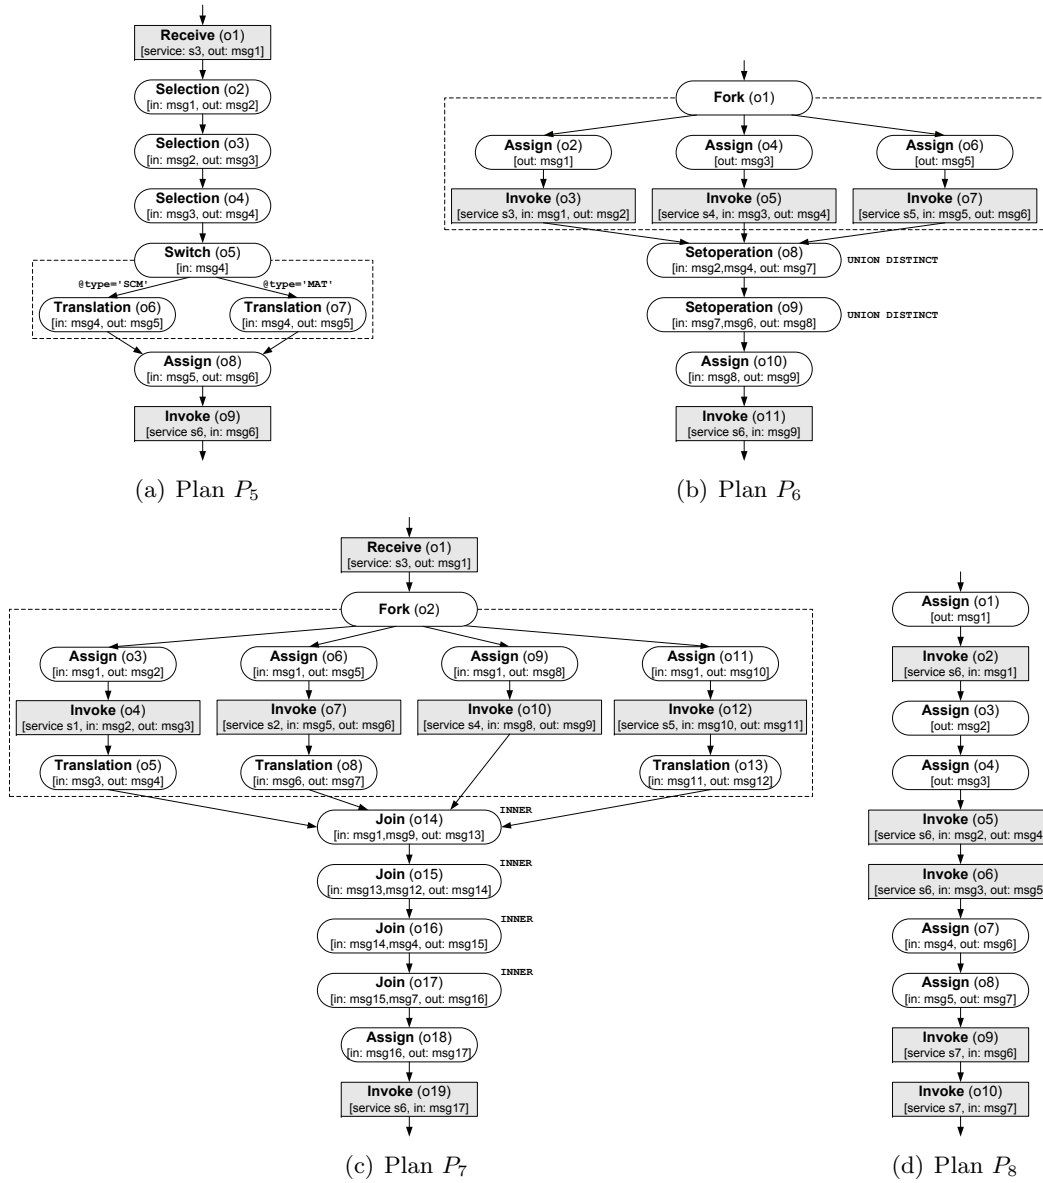 Receive (o1)
[service: s3, out: msg1]
Selection (o2)
[in: msg1, out: msg2]
Selection (o3)
[in: msg2, out: msg3]
Selection (o4)
[in: msg3, out: msg4]
Switch (o5)
[in: msg4]
@type='SCM'
@type='MAT'
Translation (o6)
[in: msg4, out: msg5]
Translation (o7)
[in: msg4, out: msg5]
Assign (o8)
[in: msg5, out: msg6]
Invoke (o9)
[service s6, in: msg6]
(a) Plan P5
Fork (o1)
Assign (o2)
[out: msg1]
Assign (o4)
[out: msg3]
Assign (o6)
[out: msg5]
Invoke (o3)
[service s3, in: msg1, out: msg2]
Invoke (o5)
[service s4, in: msg3, out: msg4]
Invoke (o7)
[service s5, in: msg5, out: msg6]
Setoperation (o8)
[in: msg2,msg4, out: msg7]
UNION DISTINCT
Setoperation (o9)
[in: msg7,msg6, out: msg8]
UNION DISTINCT
Assign (o10)
[in: msg8, out: msg9]
Invoke (o11)
[service s6, in: msg9]
(b) Plan P6
Receive (o1)
[service: s3, out: msg1]
Fork (o2)
Assign (o3)
[in: msg1, out: msg2]
Assign (o6)
[in: msg1, out: msg5]
Assign (o9)
[in: msg1, out: msg8]
Assign (o11)
[in: msg1, out: msg10]
Invoke (o4)
[service s1, in: msg2, out: msg3]
Invoke (o7)
[service s2, in: msg5, out: msg6]
Invoke (o10)
[service s4, in: msg8, out: msg9]
Invoke (o12)
[service s5, in: msg10, out: msg11]
Translation (o5)
[in: msg3, out: msg4]
Translation (o8)
[in: msg6, out: msg7]
Translation (o13)
[in: msg11, out: msg12]
Join (o14)
[in: msg1,msg9, out: msg13]
INNER
Join (o15)
[in: msg13,msg12, out: msg14]
INNER
Join (o16)
[in: msg14,msg4, out: msg15]
INNER
Join (o17)
[in: msg15,msg7, out: msg16]
INNER
Assign (o18)
[in: msg16, out: msg17]
Invoke (o19)
[service s6, in: msg17]
(c) Plan P7
Assign (o1)
[out: msg1]
Invoke (o2)
[service s6, in: msg1]
Assign (o3)
[out: msg2]
Assign (o4)
[out: msg3]
Invoke (o5)
[service s6, in: msg2, out: msg4
Invoke (o6)
[service s6, in: msg3, out: msg5
Assign (o7)
[in: msg4, out: msg6]
Assign (o8)
[in: msg5, out: msg7]
Invoke (o9)
[service s7, in: msg6]
Invoke (o10)
[service s7, in: msg7]
(d) Plan P8